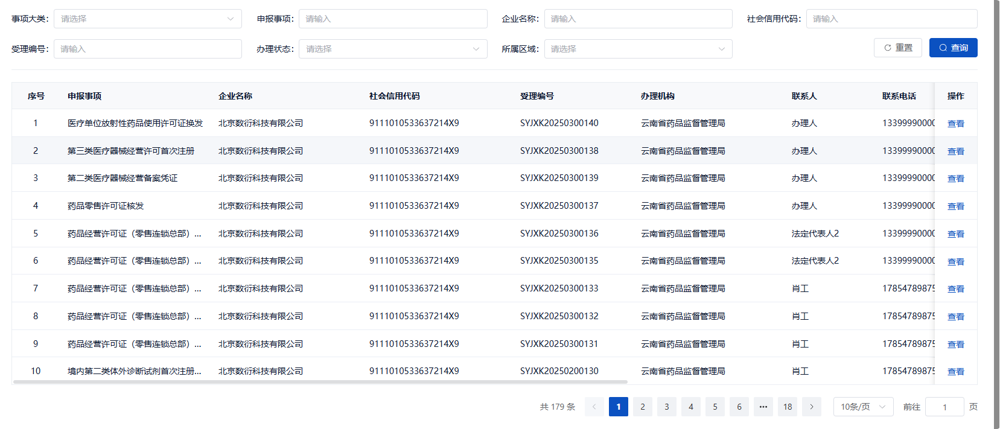 事项大类： 请选择 申报事项： 请输入 企业名称： 请输入 社会信用代码： 请输入
受理编号： 请输入 办理状态： 请选择 所属区域： 请选择 重置 查询
序号 申报事项 企业名称 社会信用代码 受理编号 办理机构 联系人 联系电话 操作
1 医疗单位放射性药品使用许可证换发 北京数衍科技有限公司 9111010533637214X9 SYJXK20250300140 云南省药品监督管理局 办理人 13399990000 查看
2 第三类医疗器械经营许可首次注册 北京数衍科技有限公司 9111010533637214X9 SYJXK20250300138 云南省药品监督管理局 办理人 13399990000 查看
3 第二类医疗器械经营备案凭证 北京数衍科技有限公司 9111010533637214X9 SYJXK20250300139 云南省药品监督管理局 办理人 13399990000 查看
4 药品零售许可证核发 北京数衍科技有限公司 9111010533637214X9 SYJXK20250300137 云南省药品监督管理局 办理人 13399990000 查看
5 药品经营许可证（零售连锁总部）... 北京数衍科技有限公司 9111010533637214X9 SYJXK20250300136 云南省药品监督管理局 法定代表人2 13399990000 查看
6 药品经营许可证（零售连锁总部）... 北京数衍科技有限公司 9111010533637214X9 SYJXK20250300135 云南省药品监督管理局 法定代表人2 13399990000 查看
7 药品经营许可证（零售连锁总部）... 北京数衍科技有限公司 9111010533637214X9 SYJXK20250300133 云南省药品监督管理局 肖工 17854789875 查看
8 药品经营许可证（零售连锁总部）... 北京数衍科技有限公司 9111010533637214X9 SYJXK20250300132 云南省药品监督管理局 肖工 17854789875 查看
9 药品经营许可证（零售连锁总部）... 北京数衍科技有限公司 9111010533637214X9 SYJXK20250300131 云南省药品监督管理局 肖工 17854789875 查看
10 境内第二类体外诊断试剂首次注册... 北京数衍科技有限公司 9111010533637214X9 SYJXK20250200130 云南省药品监督管理局 肖工 17854789875 查看
共 179 条 1 2 3 4 5 6 ••• 18 10条/页 前往 1 页